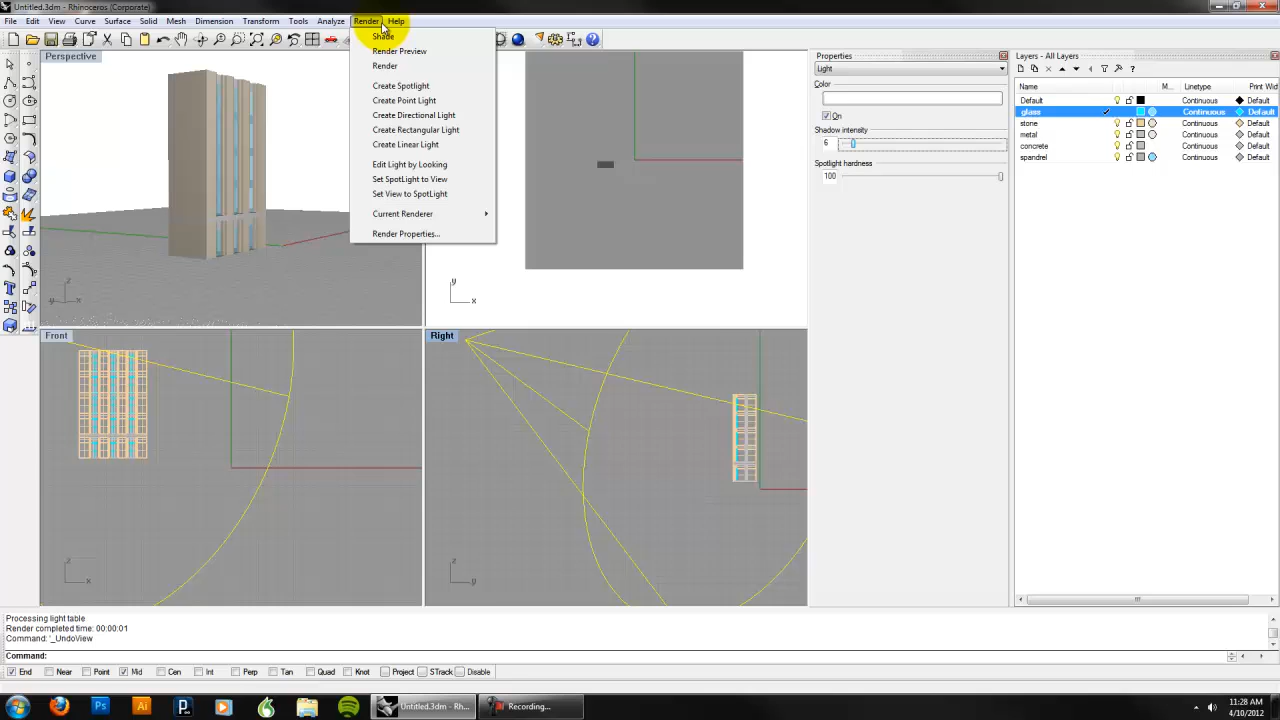 Untitled.3dm - Rhinoceros (Corporate)
File Edit View Curve Surface Solid Mesh Dimension Transform Tools Analyze Render Help
Shade
Render Preview
Render
Create Spotlight
Create Point Light
Create Directional Light
Create Rectangular Light
Create Linear Light
Edit Light by Looking
Set SpotLight to View
Set View to SpotLight
Current Renderer
Render Properties...
Perspective
z
y x
y
x
Front
z
x
Right
z
y
Properties
Light
Color
On
Shadow intensity
6
Spotlight hardness
100
Layers - All Layers
Name M... Linetype Print Wid
Default Continuous Default
glass Continuous Default
stone Continuous Default
metal Continuous Default
concrete Continuous Default
spandrel Continuous Default
Processing light table
Render completed time: 00:00:01
Command: '_UndoView
Command:
End Near Point Mid Cen Int Perp Tan Quad Knot Project STrack Disable
Ps Ai Untitled.3dm - Rh... Recording...
11:28 AM
4/10/2012